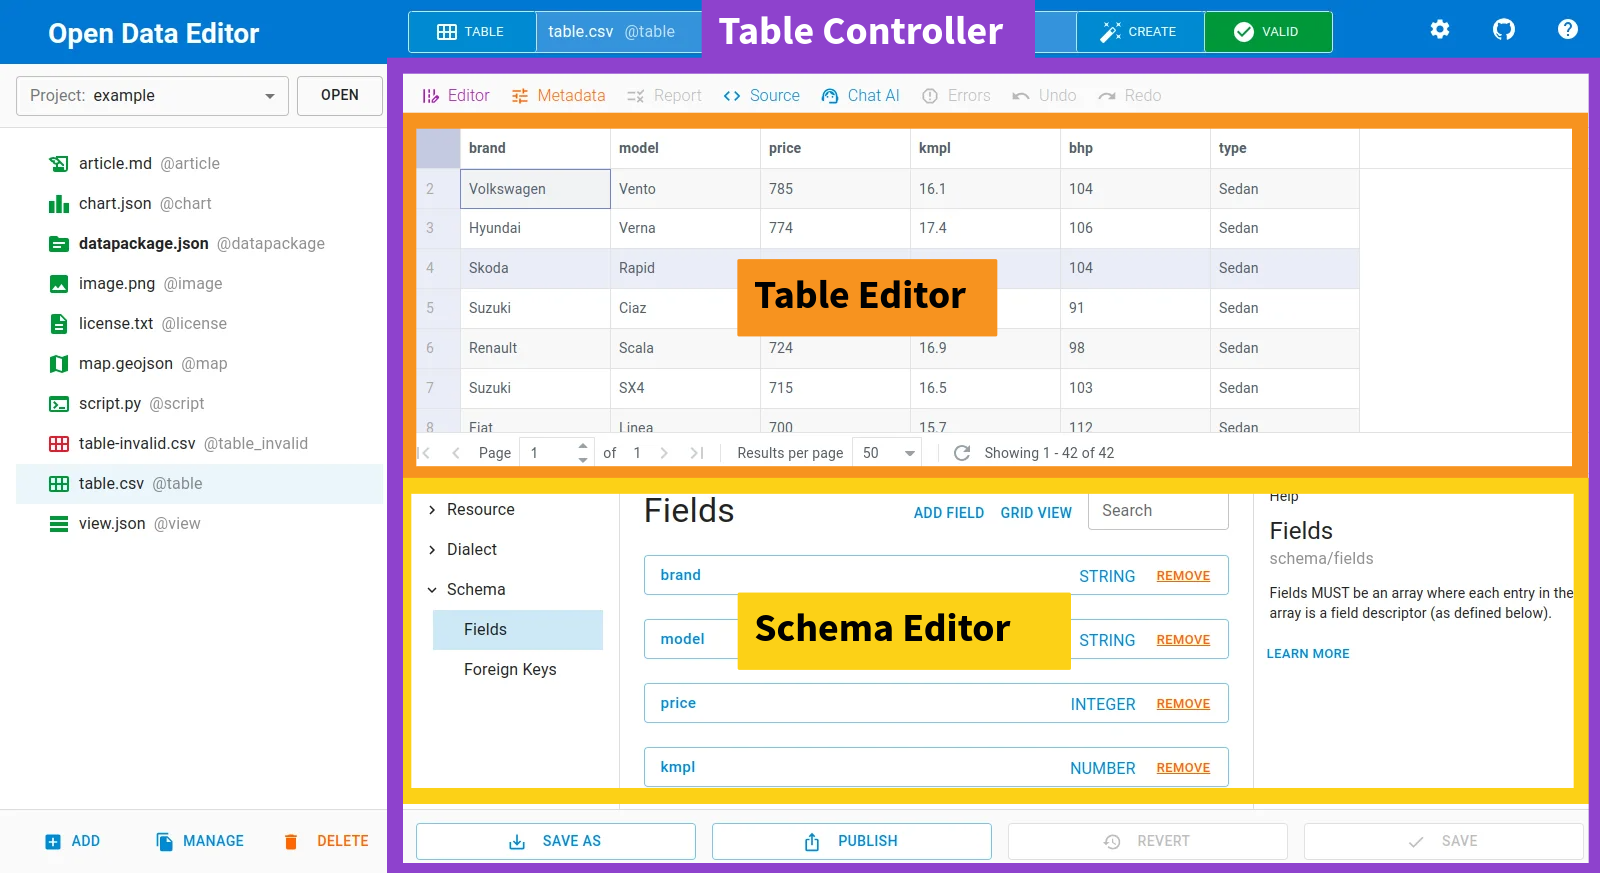 Open Data Editor
TABLE
table.csv @table
Table Controller
CREATE
VALID
Project: example
OPEN
article.md @article
chart.json @chart
datapackage.json @datapackage
image.png @image
license.txt @license
map.geojson @map
script.py @script
table-invalid.csv @table_invalid
table.csv @table
view.json @view
ADD
MANAGE
DELETE
Editor Metadata Report Source Chat AI Errors Undo Redo
brand model price kmpl bhp type
2 Volkswagen Vento 785 16.1 104 Sedan
3 Hyundai Verna 774 17.4 106 Sedan
4 Skoda Rapid 104 Sedan
Table Editor
5 Suzuki Ciaz 91 Sedan
6 Renault Scala 724 16.9 98 Sedan
7 Suzuki SX4 715 16.5 103 Sedan
8 Fiat Linea 700 15.7 112 Sedan
Page 1 of 1 Results per page 50 Showing 1 - 42 of 42
Resource
Dialect
Schema
Fields
Foreign Keys
Fields
ADD FIELD GRID VIEW Search
brand STRING REMOVE
Schema Editor
model STRING REMOVE
price INTEGER REMOVE
kmpl NUMBER REMOVE
Help
Fields
schema/fields
Fields MUST be an array where each entry in the
array is a field descriptor (as defined below).
LEARN MORE
SAVE AS
PUBLISH
REVERT
SAVE